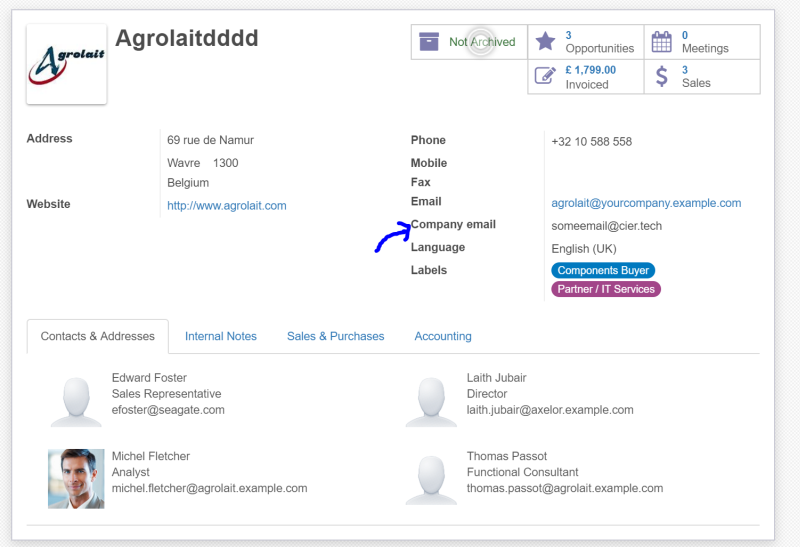 Agrolait
Agrolaitdddd
Not Archived
3
Opportunities
0
Meetings
£ 1,799.00
Invoiced
3
Sales
Address
69 rue de Namur
Wavre 1300
Belgium
Website
http://www.agrolait.com
Phone
+32 10 588 558
Mobile
Fax
Email
agrolait@yourcompany.example.com
Company email
someemail@cier.tech
Language
English (UK)
Labels
Components Buyer
Partner / IT Services
Contacts & Addresses
Internal Notes
Sales & Purchases
Accounting
Edward Foster
Sales Representative
efoster@seagate.com
Laith Jubair
Director
laith.jubair@axelor.example.com
Michel Fletcher
Analyst
michel.fletcher@agrolait.example.com
Thomas Passot
Functional Consultant
thomas.passot@agrolait.example.com